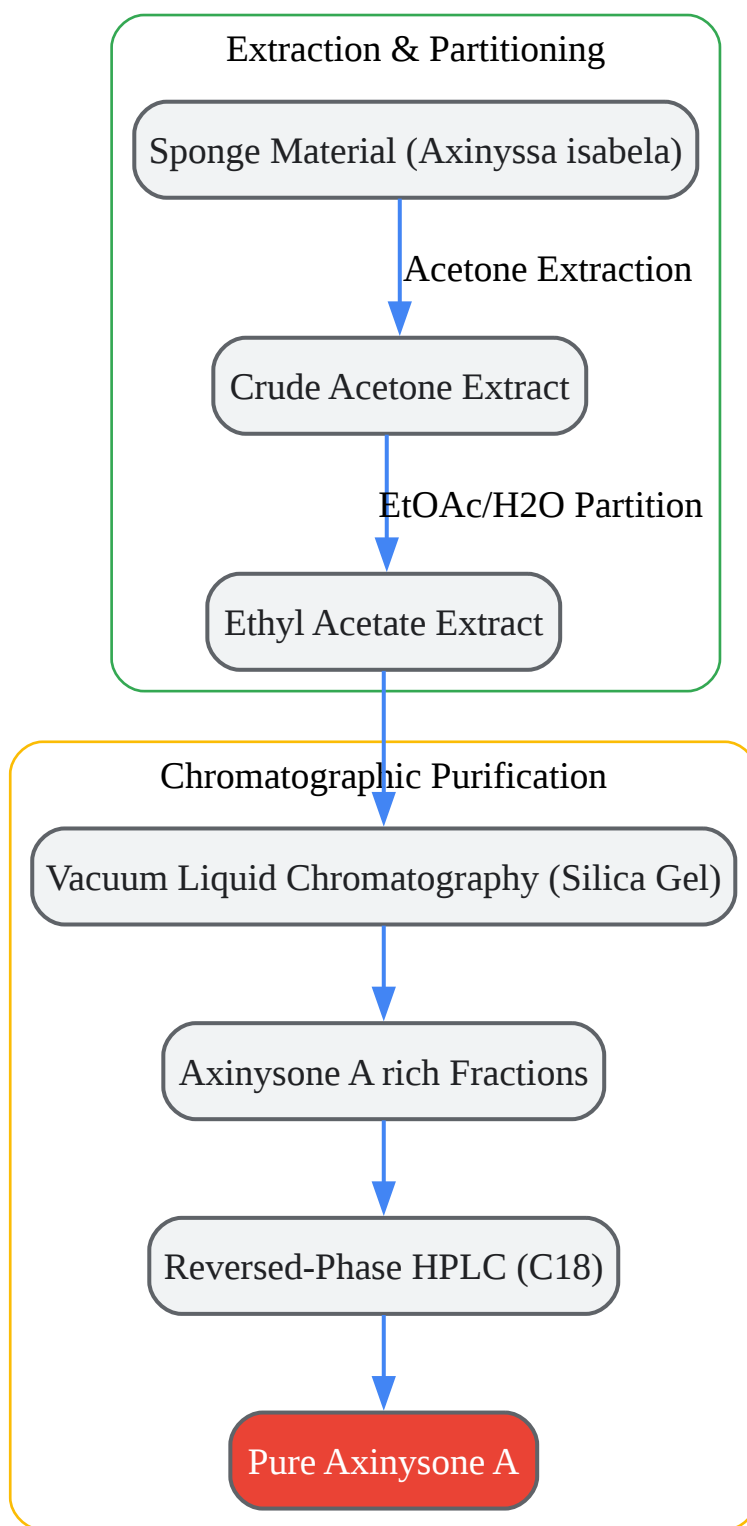 Extraction & Partitioning
Sponge Material (Axinyssa isabela)
Acetone Extraction
Crude Acetone Extract
EtOAc/H2O Partition
Ethyl Acetate Extract
Chromatographic Purification
Vacuum Liquid Chromatography (Silica Gel)
Axinysone A rich Fractions
Reversed-Phase HPLC (C18)
Pure Axinysone A